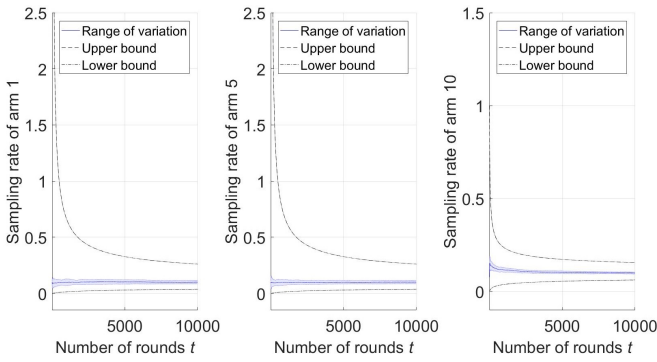 Sampling rate of arm 1
2.5
2
1.5
1
0.5
0
Range of variation
Upper bound
Lower bound
5000
10000
Number of rounds t
Sampling rate of arm 5
2.5
2
1.5
1
0.5
0
Range of variation
Upper bound
Lower bound
5000
10000
Number of rounds t
Sampling rate of arm 10
1.5
1
0.5
0
Range of variation
Upper bound
Lower bound
5000
10000
Number of rounds t